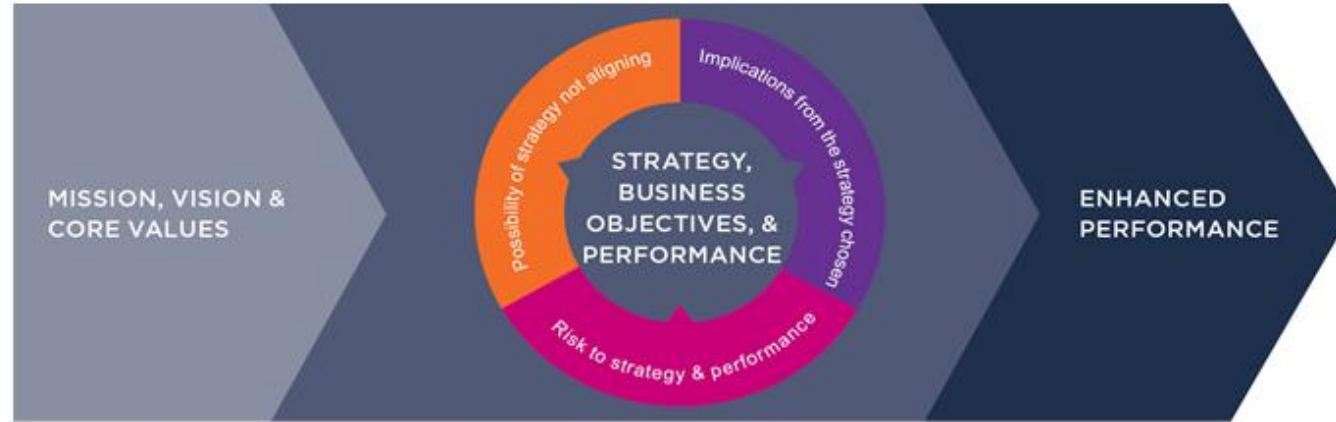 MISSION, VISION &
CORE VALUES
Possibility of strategy not aligning
Implications from the strategy chosen
Risk to strategy & performance
STRATEGY,
BUSINESS
OBJECTIVES, &
PERFORMANCE
ENHANCED
PERFORMANCE